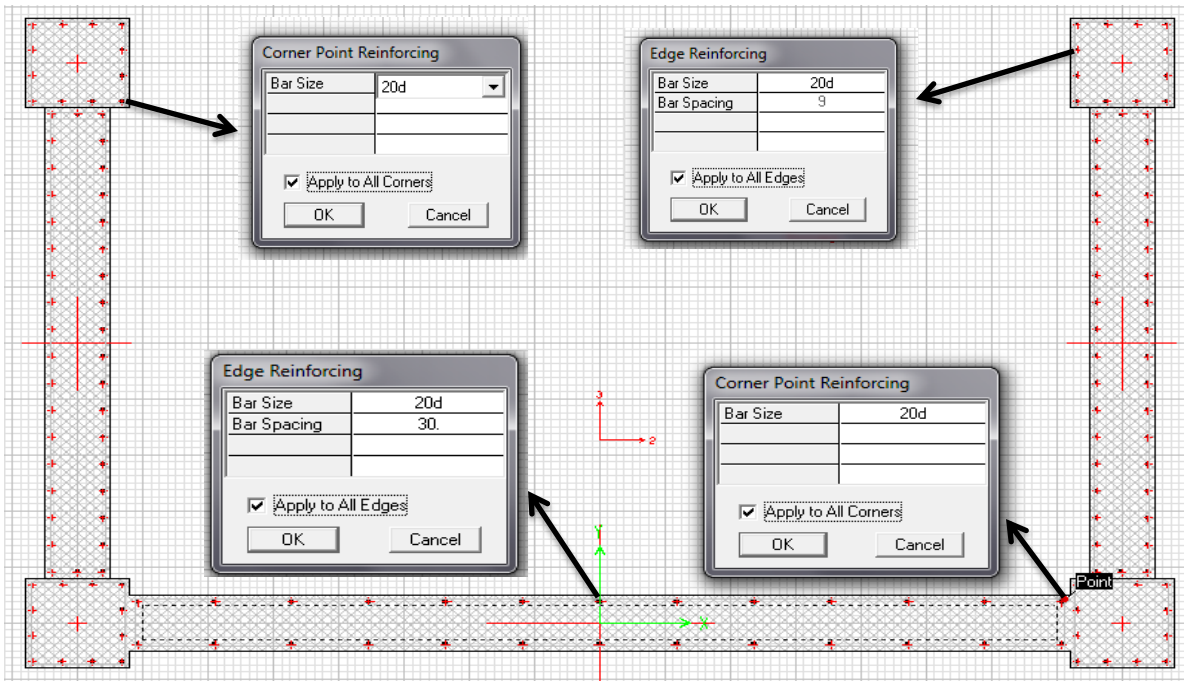 Corner Point Reinforcing
Bar Size 20d
Apply to All Corners
OK Cancel
Edge Reinforcing
Bar Size 20d
Bar Spacing 9
Apply to All Edges
OK Cancel
Edge Reinforcing
Bar Size 20d
Bar Spacing 30.
Apply to All Edges
OK Cancel
Corner Point Reinforcing
Bar Size 20d
Apply to All Corners
OK Cancel
3
2
Y
X
Point